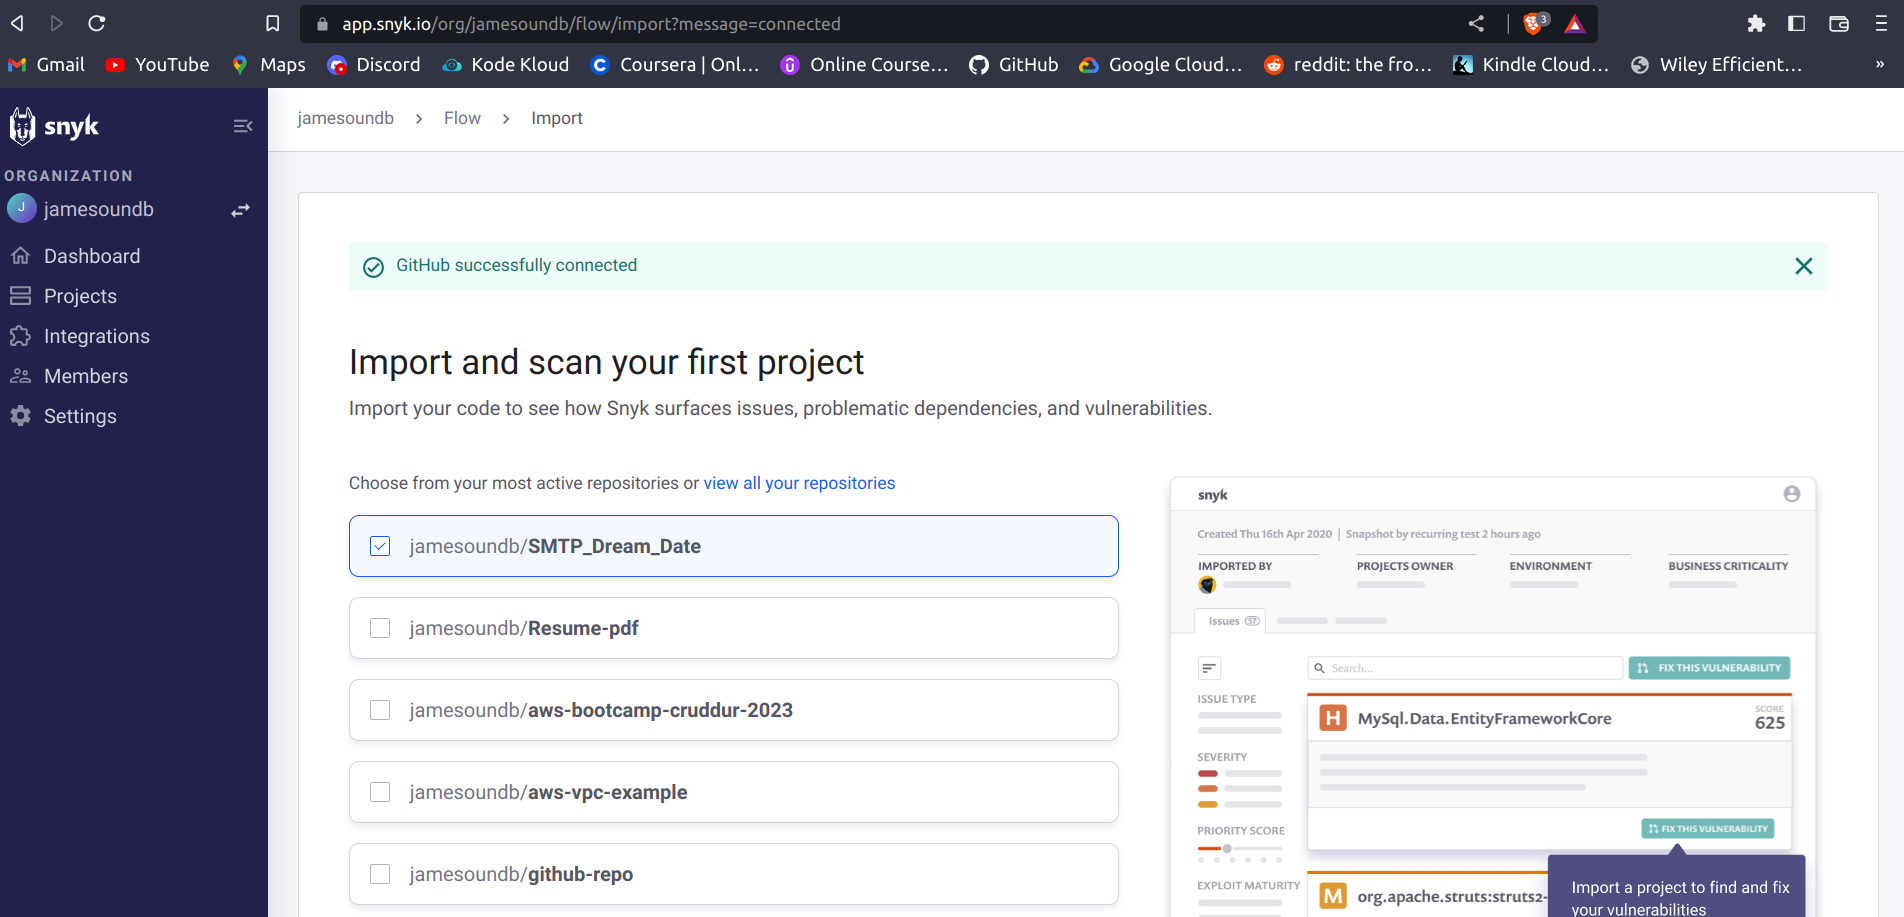 app.snyk.io/org/jamesoundb/flow/import?message=connected
3
Gmail YouTube Maps Discord Kode Kloud Coursera | Onl... Online Course... GitHub Google Cloud... reddit: the fro... Kindle Cloud... Wiley Efficient... »
snyk
ORGANIZATION
J jamesoundb
Dashboard
Projects
Integrations
Members
Settings
jamesoundb > Flow > Import
GitHub successfully connected
Import and scan your first project
Import your code to see how Snyk surfaces issues, problematic dependencies, and vulnerabilities.
Choose from your most active repositories or view all your repositories
jamesoundb/SMTP_Dream_Date
jamesoundb/Resume-pdf
jamesoundb/aws-bootcamp-cruddur-2023
jamesoundb/aws-vpc-example
jamesoundb/github-repo
snyk
Created Thu 16th Apr 2020 | Snapshot by recurring test 2 hours ago
IMPORTED BY PROJECTS OWNER ENVIRONMENT BUSINESS CRITICALITY
Issues 57
Search...
FIX THIS VULNERABILITY
ISSUE TYPE
SEVERITY
PRIORITY SCORE
EXPLOIT MATURITY
H MySql.Data.EntityFrameworkCore
SCORE
625
FIX THIS VULNERABILITY
M org.apache.struts:struts2-
Import a project to find and fix
your vulnerabilities